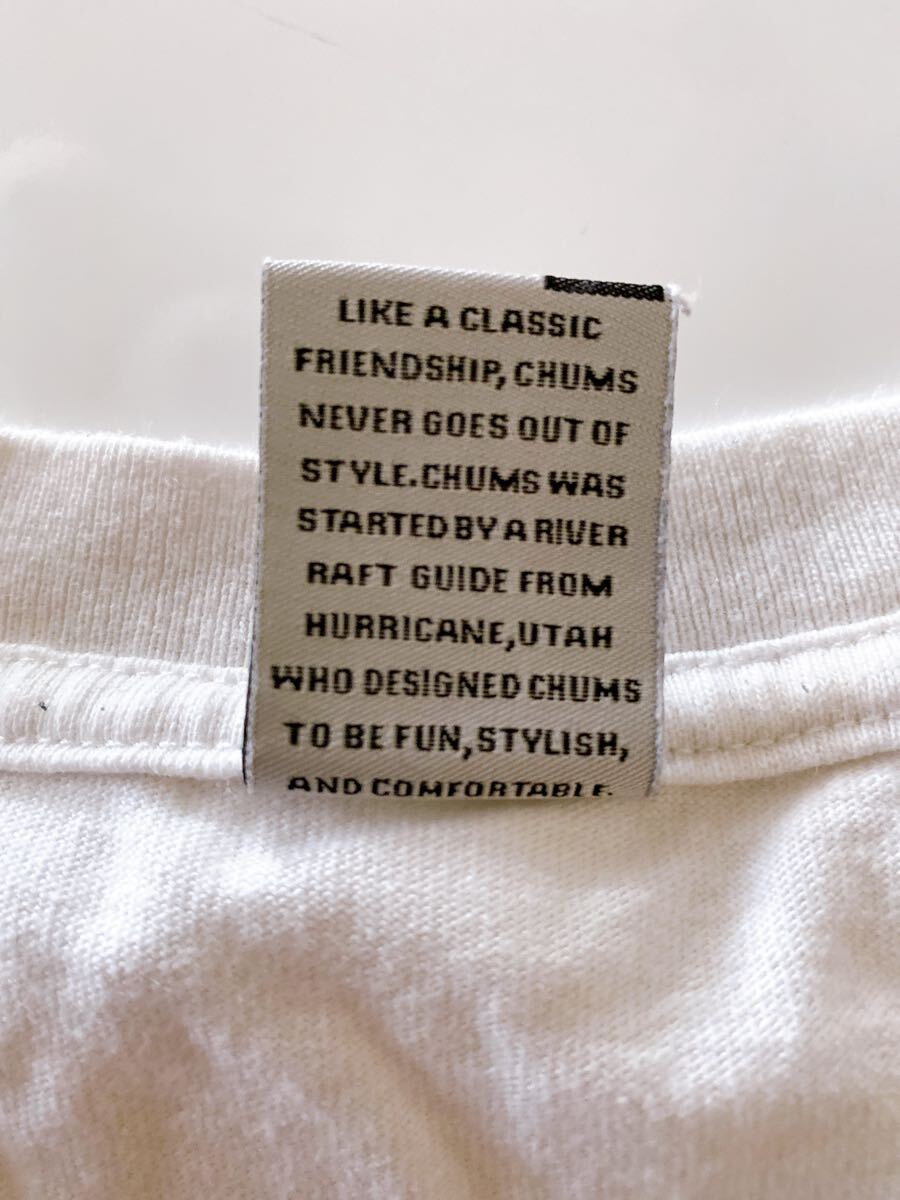 LIKE A CLASSIC
FRIENDSHIP, CHUMS
NEVER GOES OUT OF
STYLE.CHUMS WAS
STARTED BY A RIVER
RAFT GUIDE FROM
HURRICANE,UTAH
WHO DESIGNED CHUMS
TO BE FUN,STYLISH,
AND COMFORTABLE.